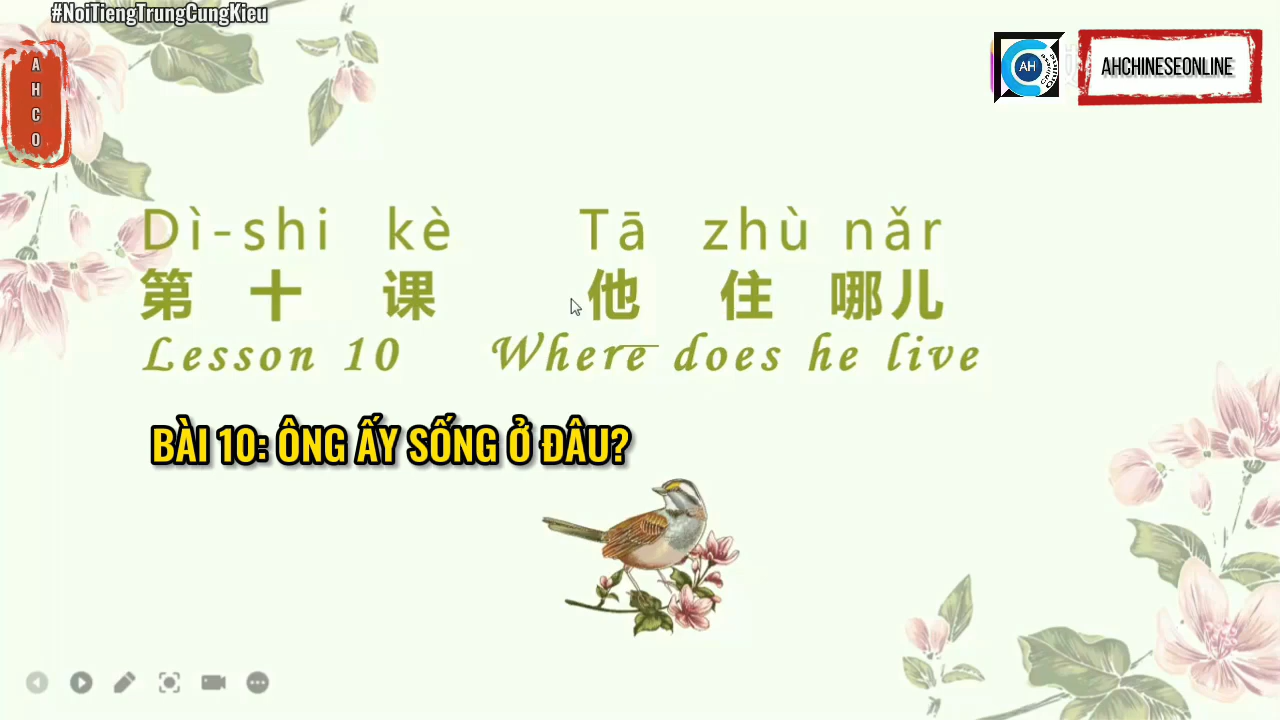 #NoiTiengTrungCungKieu
A
H
C
O
AH
AHCHINESEONLINE
Dì-shi kè Tā zhù nǎr
第 十 课 他 住 哪儿
Lesson 10 Where does he live
BÀI 10: ÔNG ẤY SỐNG Ở ĐÂU?